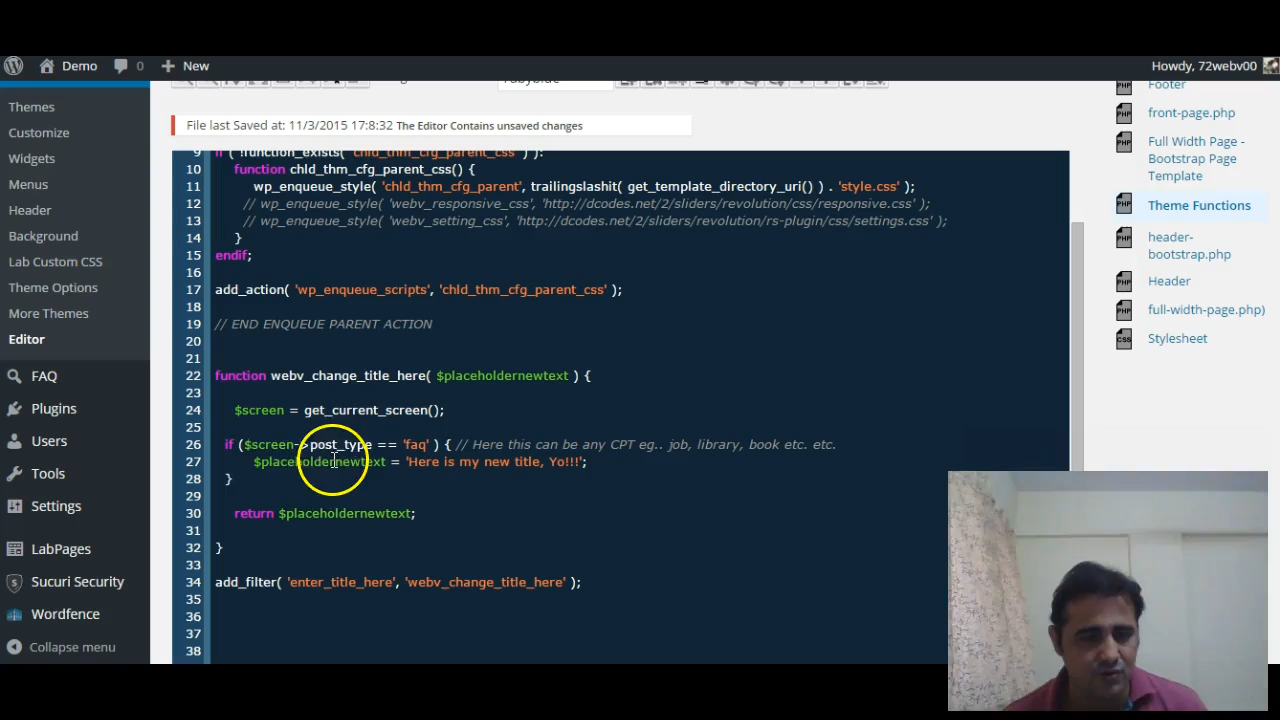 Demo 0 New Howdy, 72webv00
Themes
Customize
Widgets
Menus
Header
Background
Lab Custom CSS
Theme Options
More Themes
Editor
FAQ
Plugins
Users
Tools
Settings
LabPages
Sucuri Security
Wordfence
Collapse menu
File last Saved at: 11/3/2015 17:8:32 The Editor Contains unsaved changes
9 if ( !function_exists( 'chld_thm_cfg_parent_css' ) ):
10 function chld_thm_cfg_parent_css() {
11 wp_enqueue_style( 'chld_thm_cfg_parent', trailingslashit( get_template_directory_uri() ) . 'style.css' );
12 // wp_enqueue_style( 'webv_responsive_css', 'http://dcodes.net/2/sliders/revolution/css/responsive.css' );
13 // wp_enqueue_style( 'webv_setting_css', 'http://dcodes.net/2/sliders/revolution/rs-plugin/css/settings.css' );
14 }
15 endif;
16
17 add_action( 'wp_enqueue_scripts', 'chld_thm_cfg_parent_css' );
18
19 // END ENQUEUE PARENT ACTION
20
21
22 function webv_change_title_here( $placeholdernewtext ) {
23
24 $screen = get_current_screen();
25
26 if ($screen->post_type == 'faq' ) { // Here this can be any CPT eg.. job, library, book etc. etc.
27 $placeholdernewtext = 'Here is my new title, Yo!!!';
28 }
29
30 return $placeholdernewtext;
31
32 }
33
34 add_filter( 'enter_title_here', 'webv_change_title_here' );
35
36
37
38
Footer
front-page.php
Full Width Page -
Bootstrap Page
Template
Theme Functions
header-
bootstrap.php
Header
full-width-page.php)
Stylesheet